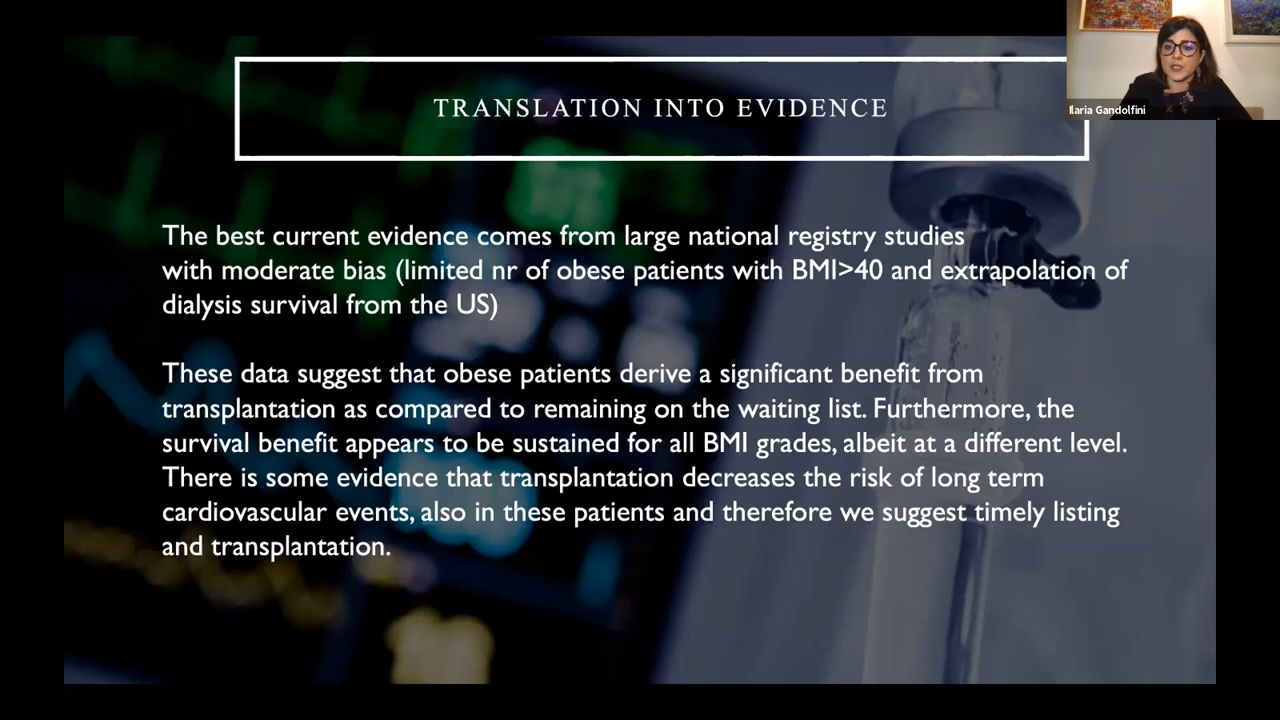 TRANSLATION INTO EVIDENCE
Ilaria Gandolfini
The best current evidence comes from large national registry studies
with moderate bias (limited nr of obese patients with BMI>40 and extrapolation of
dialysis survival from the US)
These data suggest that obese patients derive a significant benefit from
transplantation as compared to remaining on the waiting list. Furthermore, the
survival benefit appears to be sustained for all BMI grades, albeit at a different level.
There is some evidence that transplantation decreases the risk of long term
cardiovascular events, also in these patients and therefore we suggest timely listing
and transplantation.